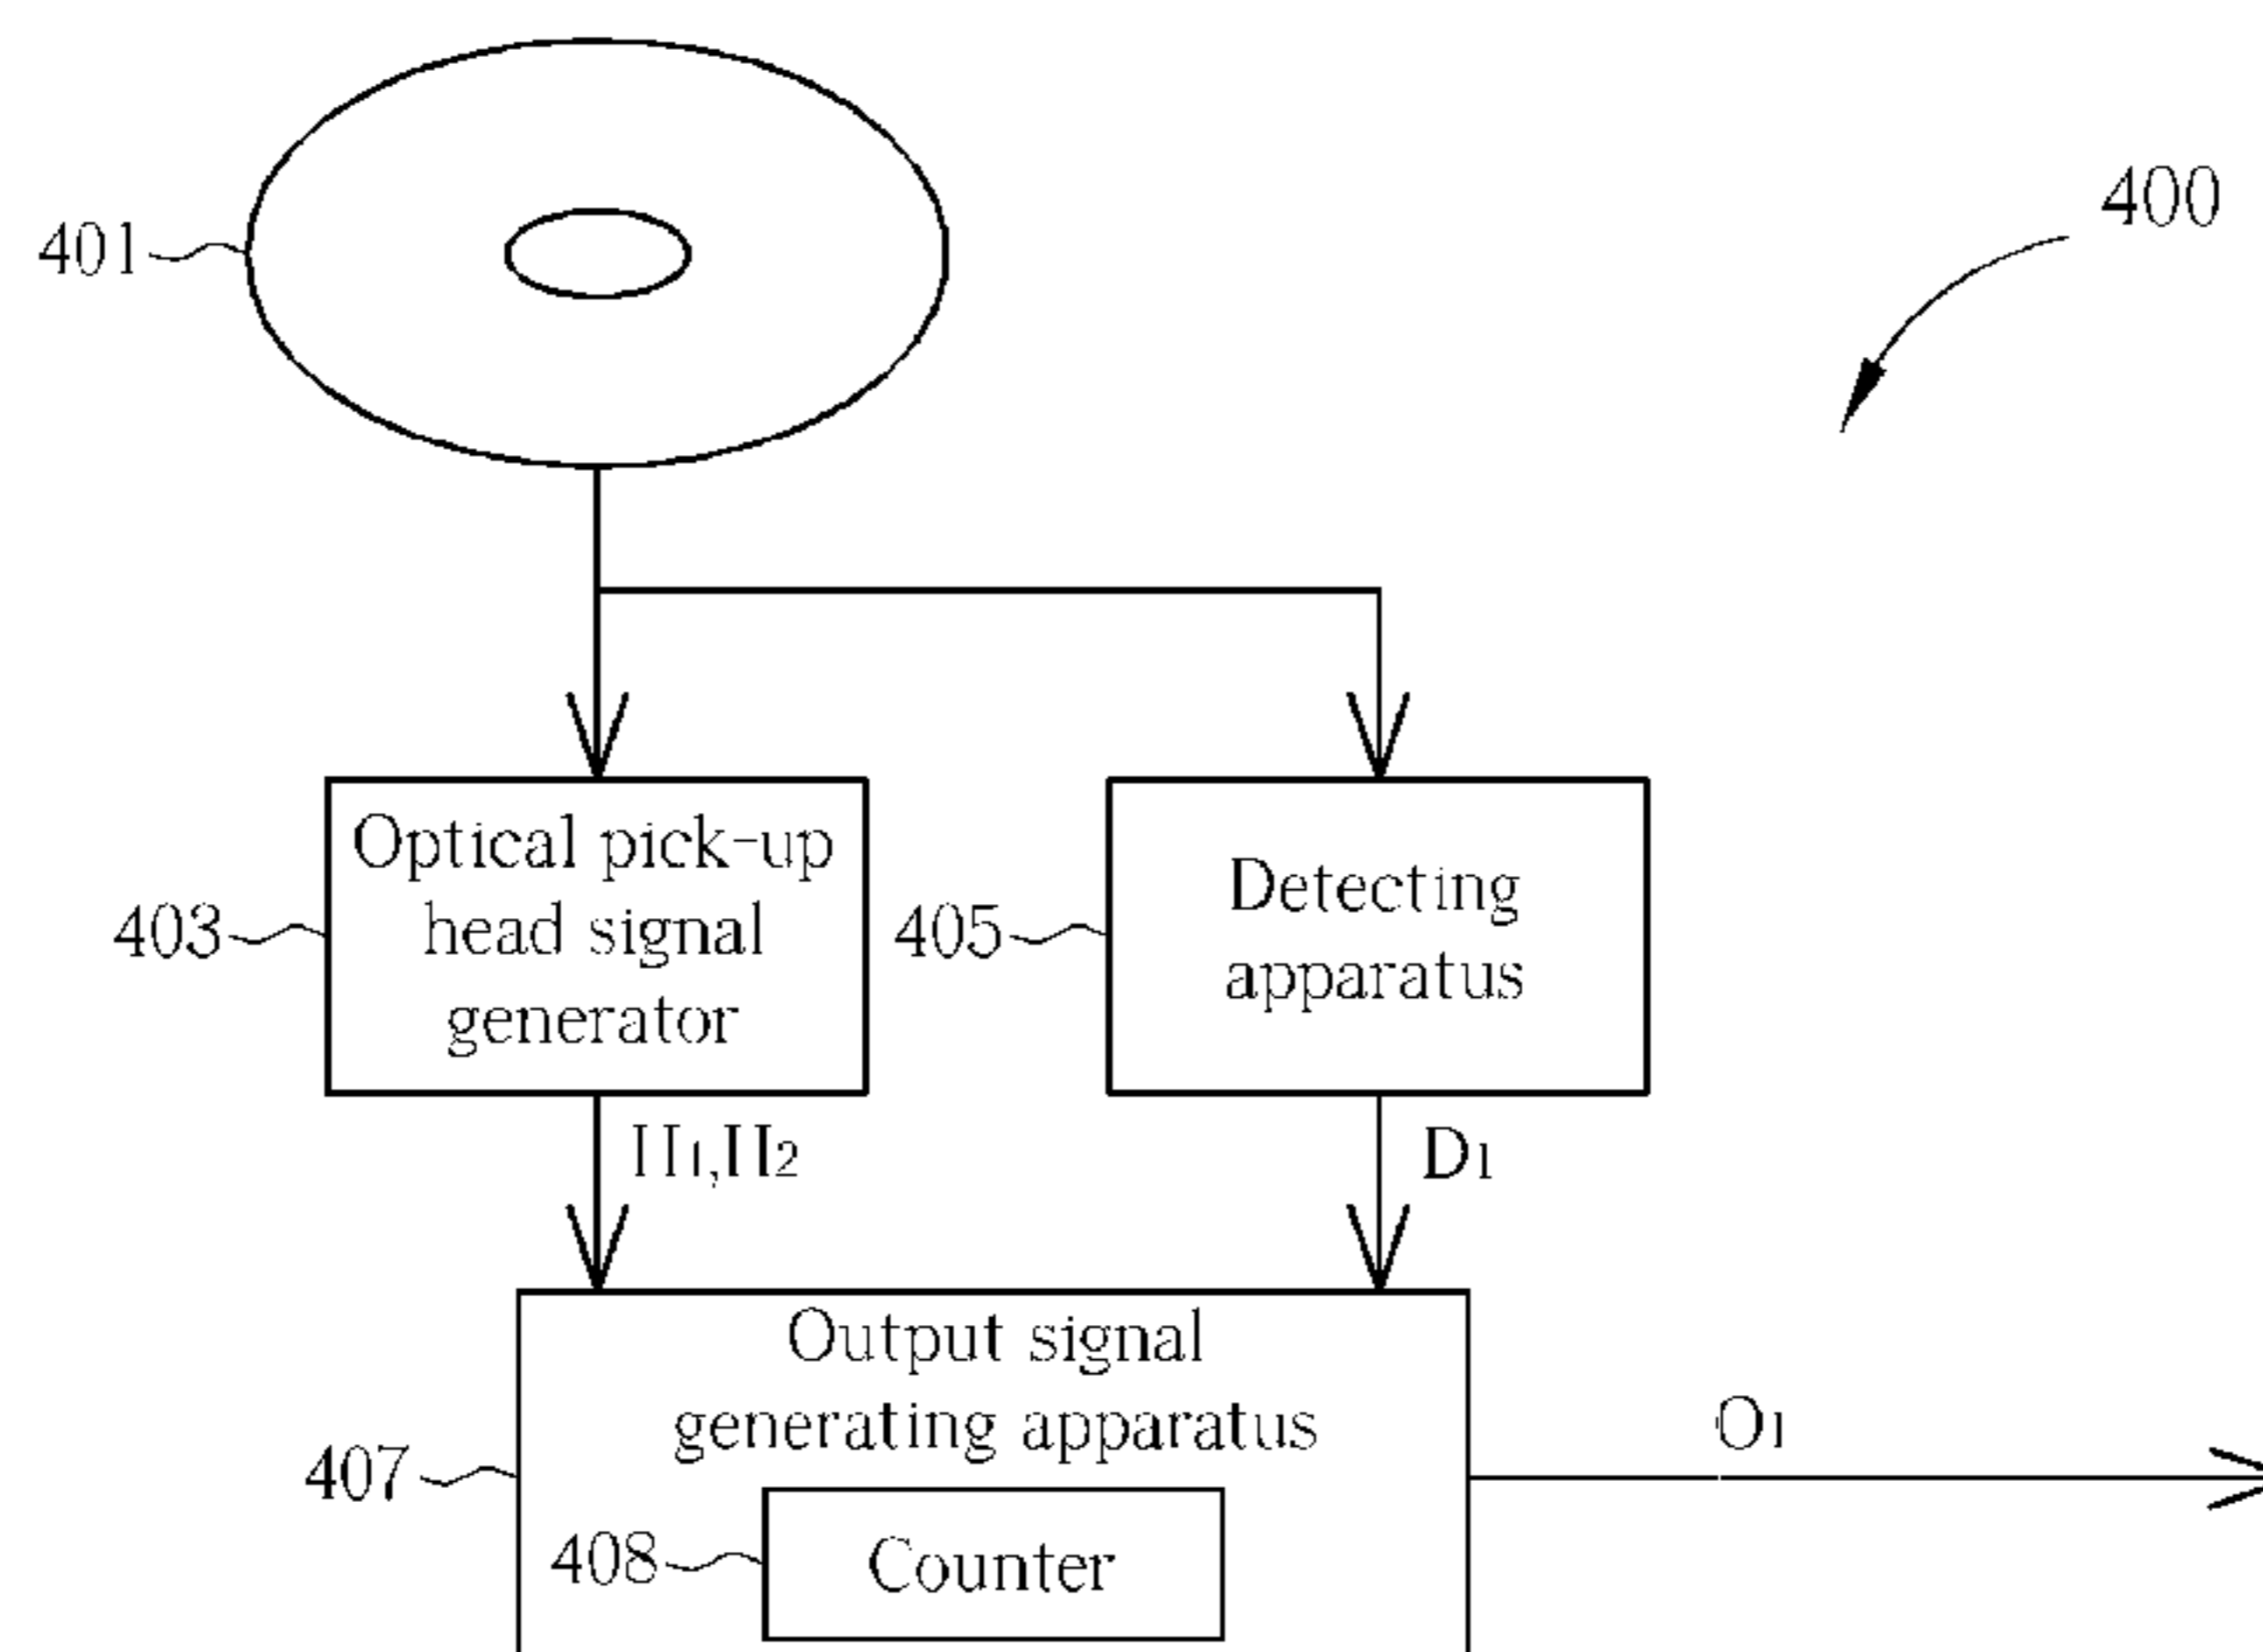 400
401
Optical pick-up
head signal
generator
403
Detecting
apparatus
405
H1,H2
D1
Output signal
generating apparatus
407
O1
408
Counter